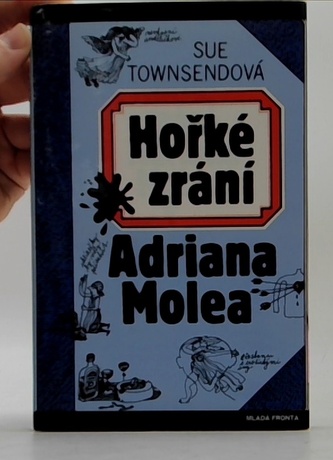 SUE
TOWNSENDOVÁ
Hořké
zrání
Adriana
Molea
MLADÁ FRONTA